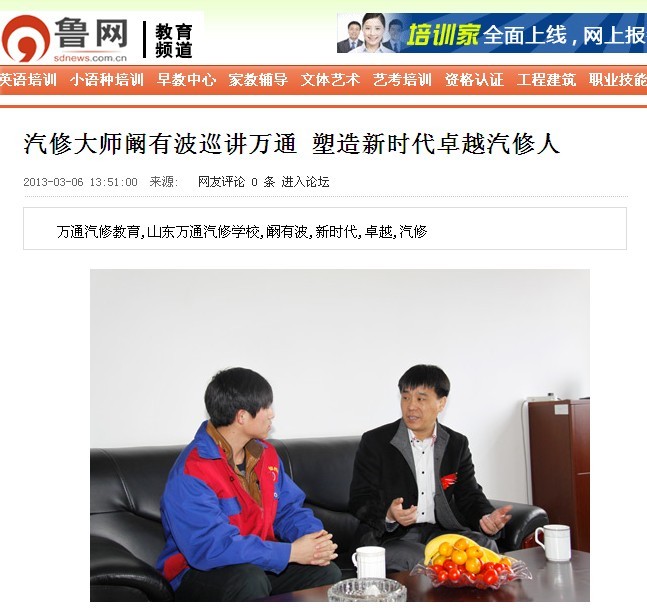 鲁网
sdnews.com.cn
教育
频道
培训家 全面上线，网上报
英语培训 小语种培训 早教中心 家教辅导 文体艺术 艺考培训 资格认证 工程建筑 职业技能
汽修大师阚有波巡讲万通 塑造新时代卓越汽修人
2013-03-06 13:51:00 来源: 网友评论 0 条 进入论坛
万通汽修教育,山东万通汽修学校,阚有波,新时代,卓越,汽修